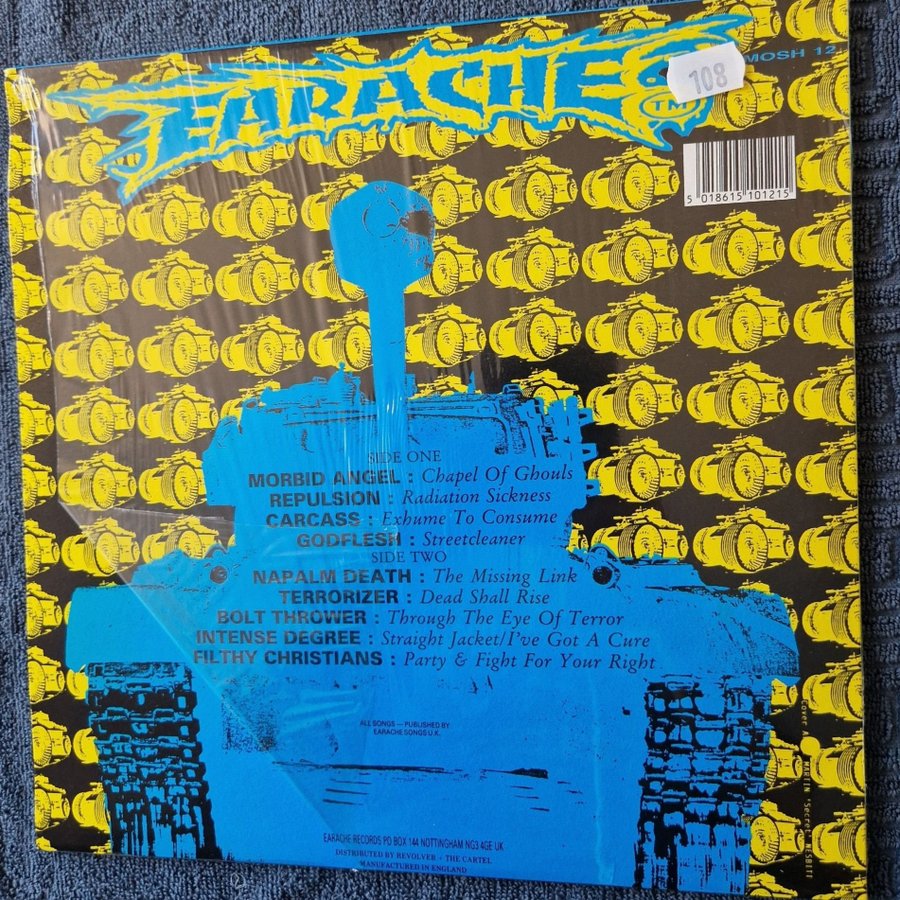 EARACHE
TM
108
MOSH 12
5 018615 101215
SIDE ONE
MORBID ANGEL : Chapel Of Ghouls
REPULSION : Radiation Sickness
CARCASS : Exhume To Consume
GODFLESH : Streetcleaner
SIDE TWO
NAPALM DEATH : The Missing Link
TERRORIZER : Dead Shall Rise
BOLT THROWER : Through The Eye Of Terror
INTENSE DEGREE : Straight Jacket/I've Got A Cure
FILTHY CHRISTIANS : Party & Fight For Your Right
ALL SONGS — PUBLISHED BY
EARACHE SONGS U.K.
EARACHE RECORDS PO BOX 144 NOTTINGHAM NG3 4GE UK
DISTRIBUTED BY REVOLVER - THE CARTEL
MANUFACTURED IN ENGLAND
Cover MARTIN 'Secret' NESBITT